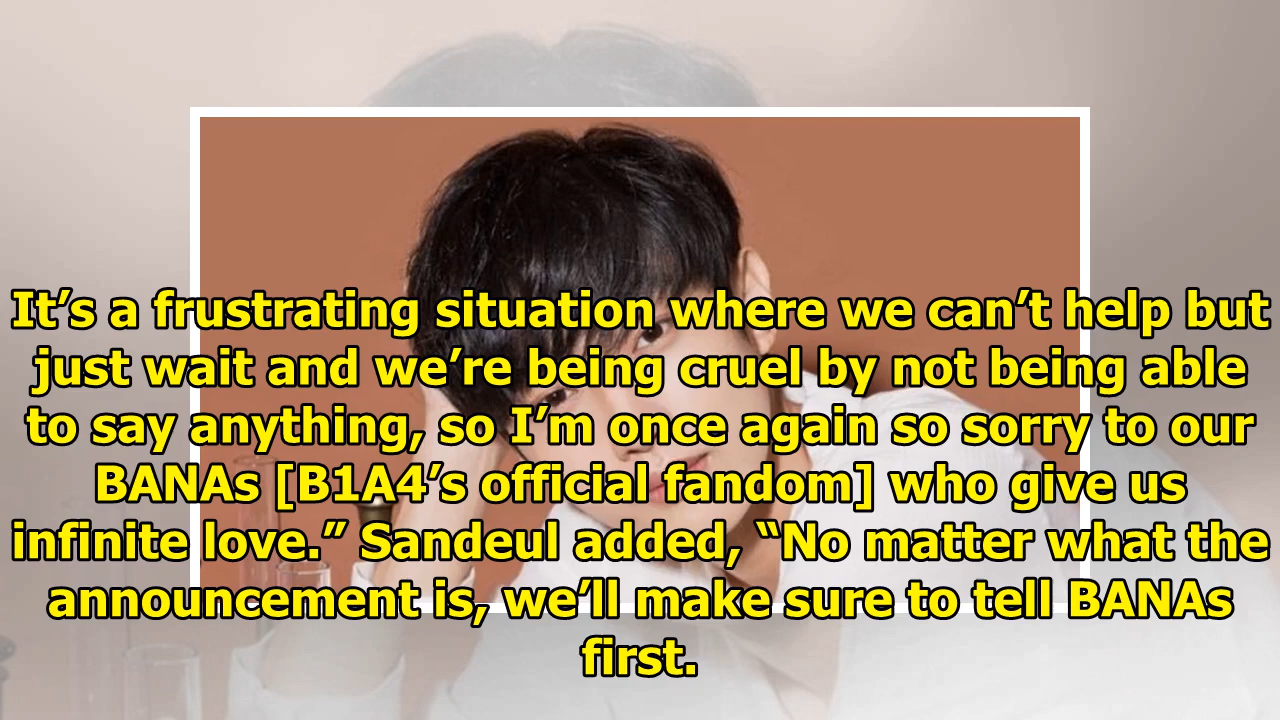 It’s a frustrating situation where we can’t help but
just wait and we’re being cruel by not being able
to say anything, so I’m once again so sorry to our
BANAs [B1A4’s official fandom] who give us
infinite love.” Sandeul added, “No matter what the
announcement is, we’ll make sure to tell BANAs
first.